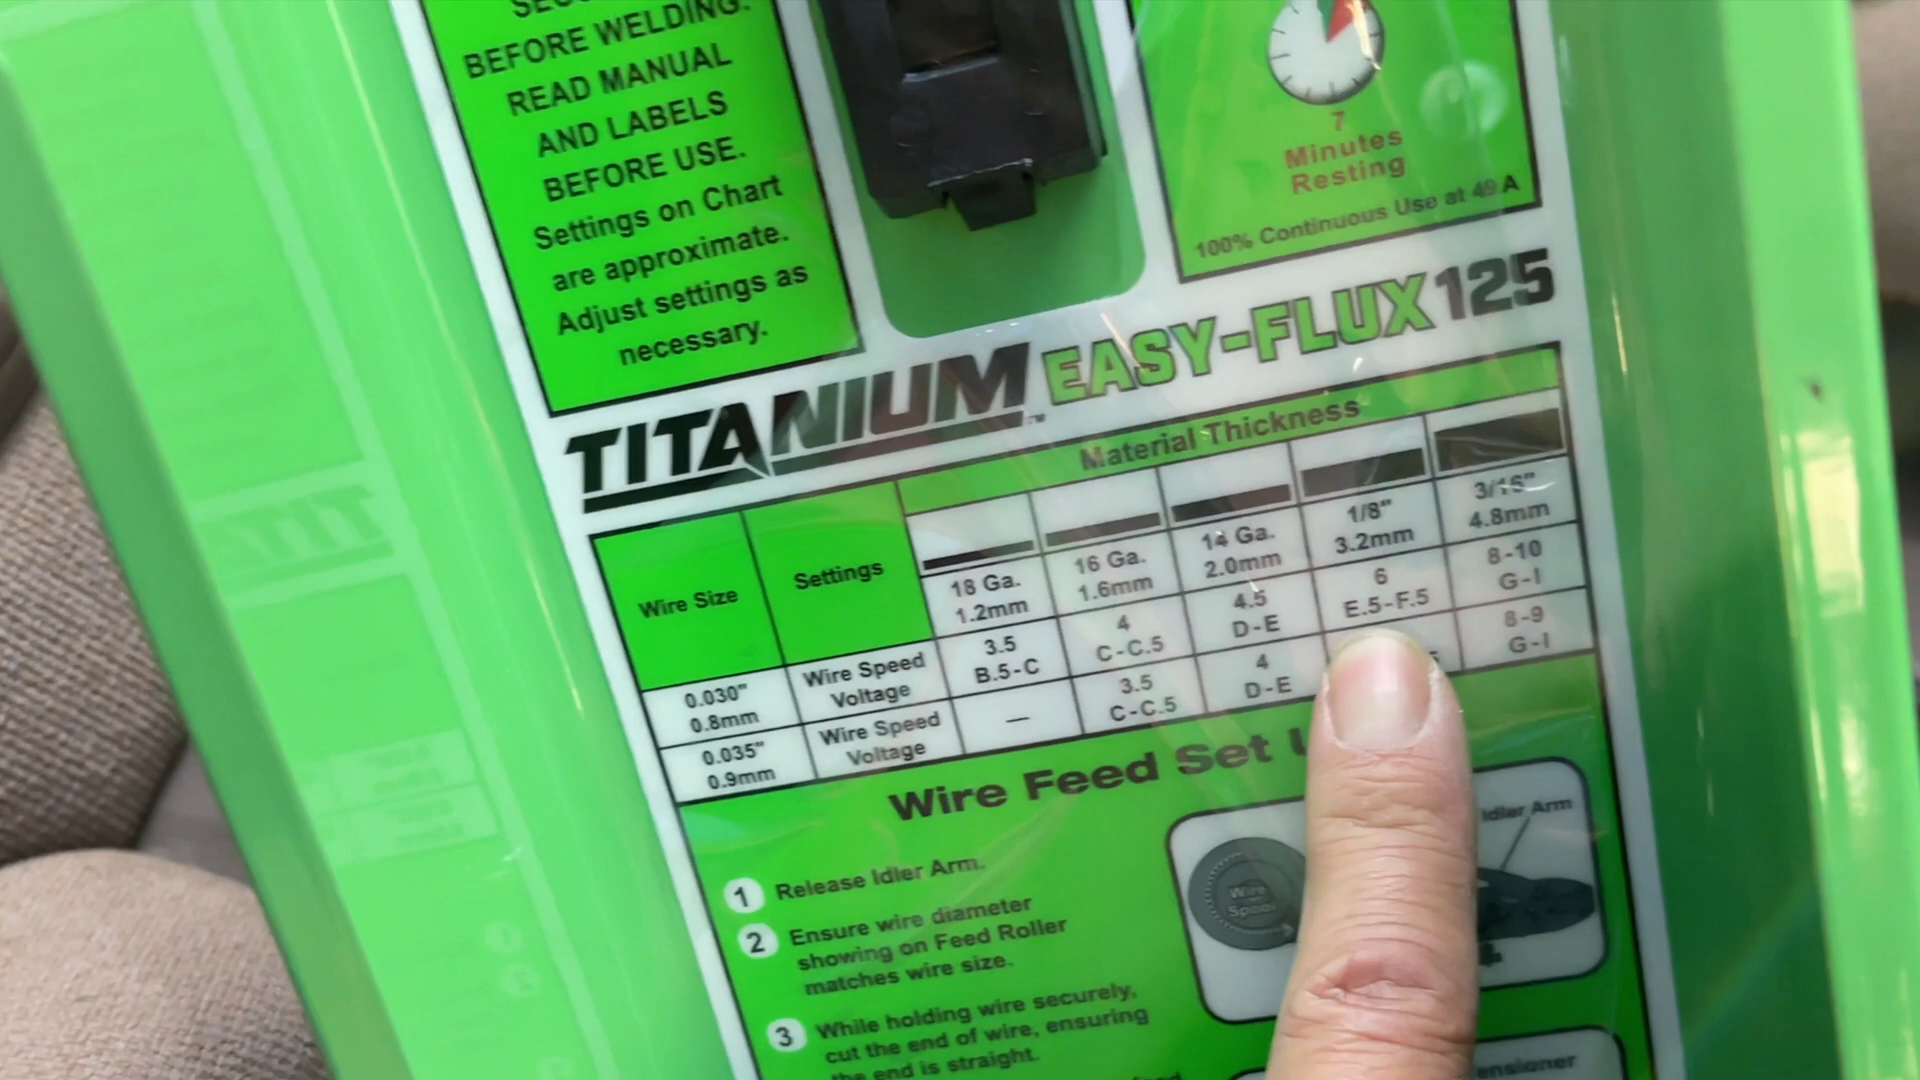 BEFORE WELDING.
READ MANUAL
AND LABELS
BEFORE USE.
Settings on Chart
are approximate.
Adjust settings as
necessary.
7
Minutes
Resting
100% Continuous Use at 49 A
TITANIUM™ EASY-FLUX 125
Material Thickness
Wire Size
Settings
18 Ga.
1.2mm
16 Ga.
1.6mm
14 Ga.
2.0mm
1/8"
3.2mm
3/16"
4.8mm
0.030"
0.8mm
Wire Speed
Voltage
3.5
B.5-C
4
C-C.5
4.5
D-E
6
E.5-F.5
8-10
G-I
0.035"
0.9mm
Wire Speed
Voltage
—
3.5
C-C.5
4
D-E
8-9
G-I
Wire Feed Set
1 Release Idler Arm.
2 Ensure wire diameter
showing on Feed Roller
matches wire size.
3 While holding wire securely,
cut the end of wire, ensuring
the end is straight.
Wire
Spool
Idler Arm